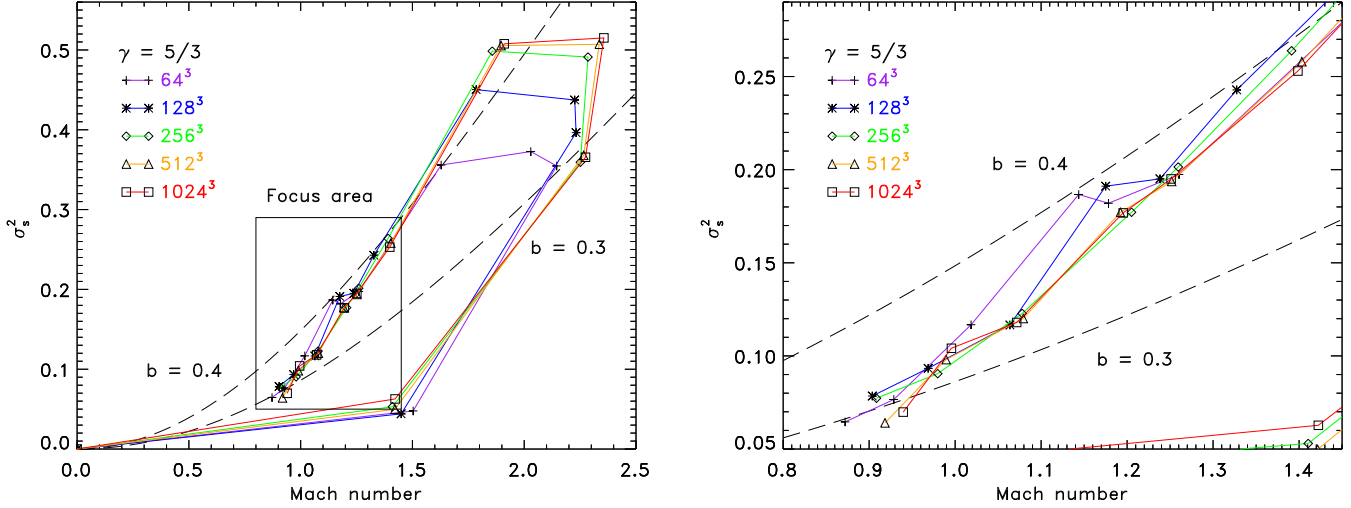 γ = 5/3
64³
128³
256³
512³
1024³
Focus area
b = 0.4
b = 0.3
σₛ²
0.5
0.4
0.3
0.2
0.1
0.0
0.0 0.5 1.0 1.5 2.0 2.5
Mach number
γ = 5/3
64³
128³
256³
512³
1024³
b = 0.4
b = 0.3
σₛ²
0.25
0.20
0.15
0.10
0.05
0.8 0.9 1.0 1.1 1.2 1.3 1.4
Mach number